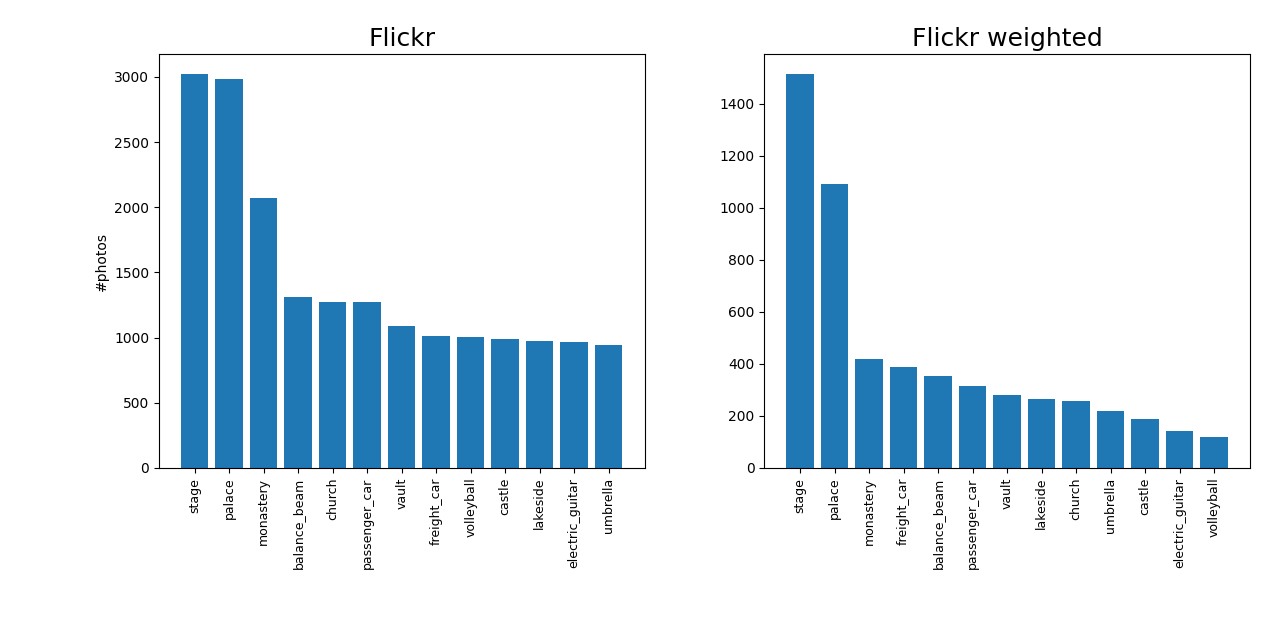 Flickr
3000
2500
2000
1500
1000
500
0
#photos
stage
palace
monastery
balance_beam
church
passenger_car
vault
freight_car
volleyball
castle
lakeside
electric_guitar
umbrella
Flickr weighted
1400
1200
1000
800
600
400
200
0
stage
palace
monastery
freight_car
balance_beam
passenger_car
vault
lakeside
church
umbrella
castle
electric_guitar
volleyball